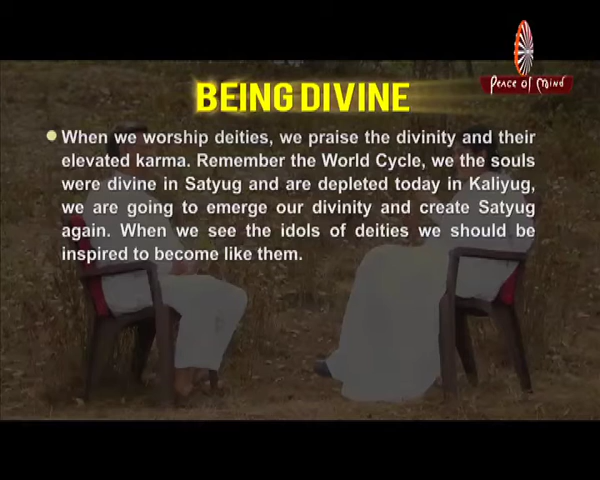 Peace of Mind
BEING DIVINE
When we worship deities, we praise the divinity and their
elevated karma. Remember the World Cycle, we the souls
were divine in Satyug and are depleted today in Kaliyug,
we are going to emerge our divinity and create Satyug
again. When we see the idols of deities we should be
inspired to become like them.